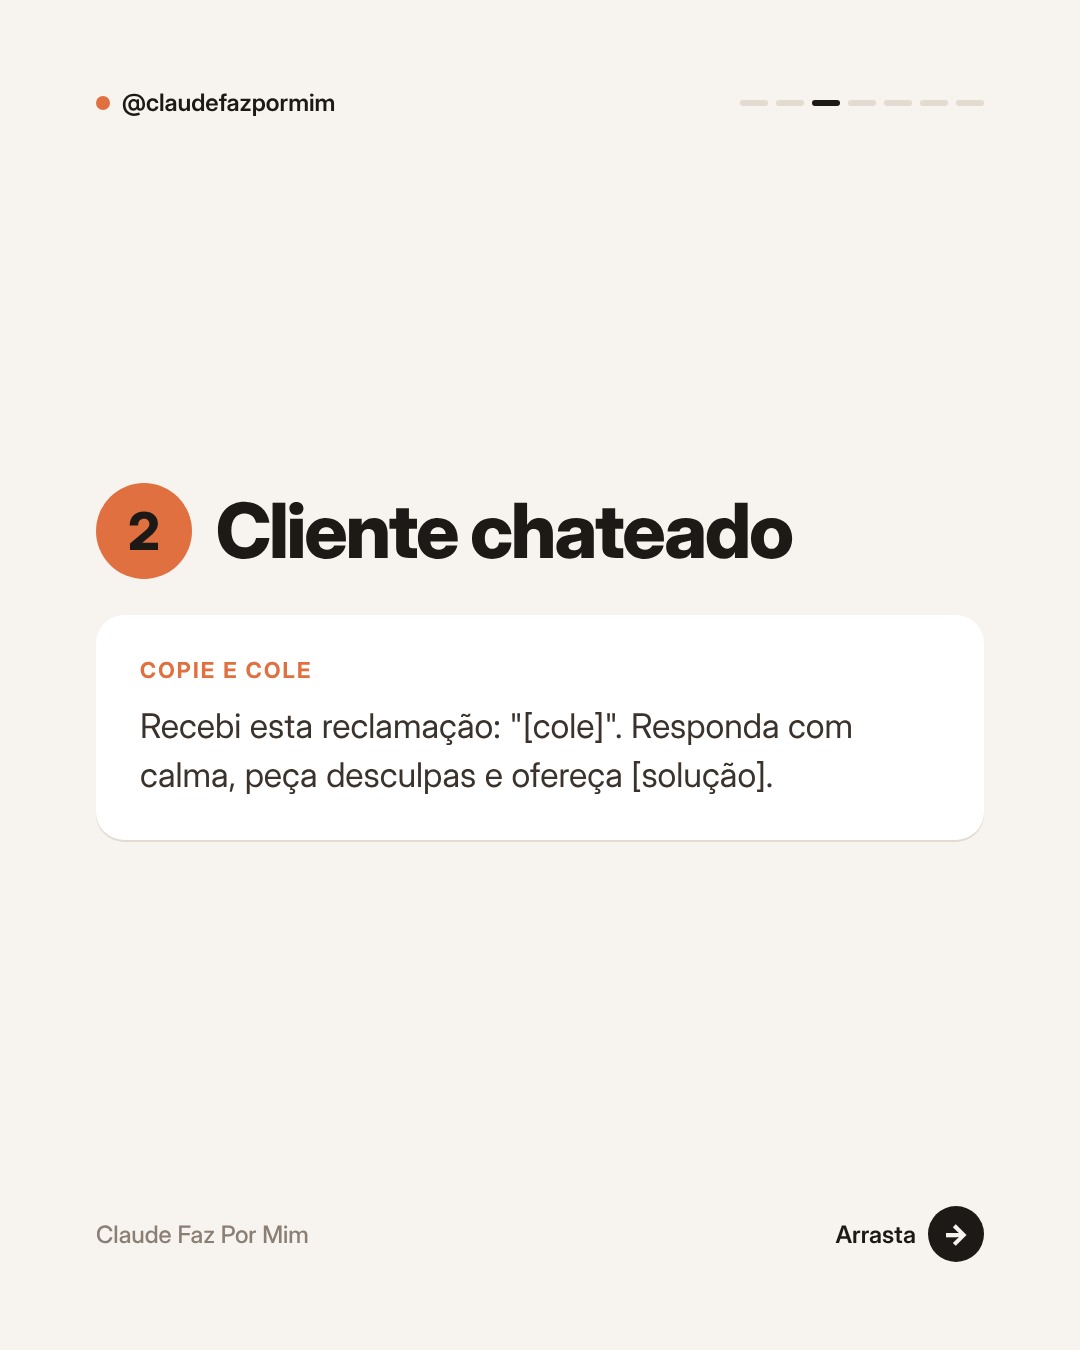 @claudefazpormim
2 Cliente chateado
COPIE E COLE
Recebi esta reclamação: "[cole]". Responda com
calma, peça desculpas e ofereça [solução].
Claude Faz Por Mim
Arrasta